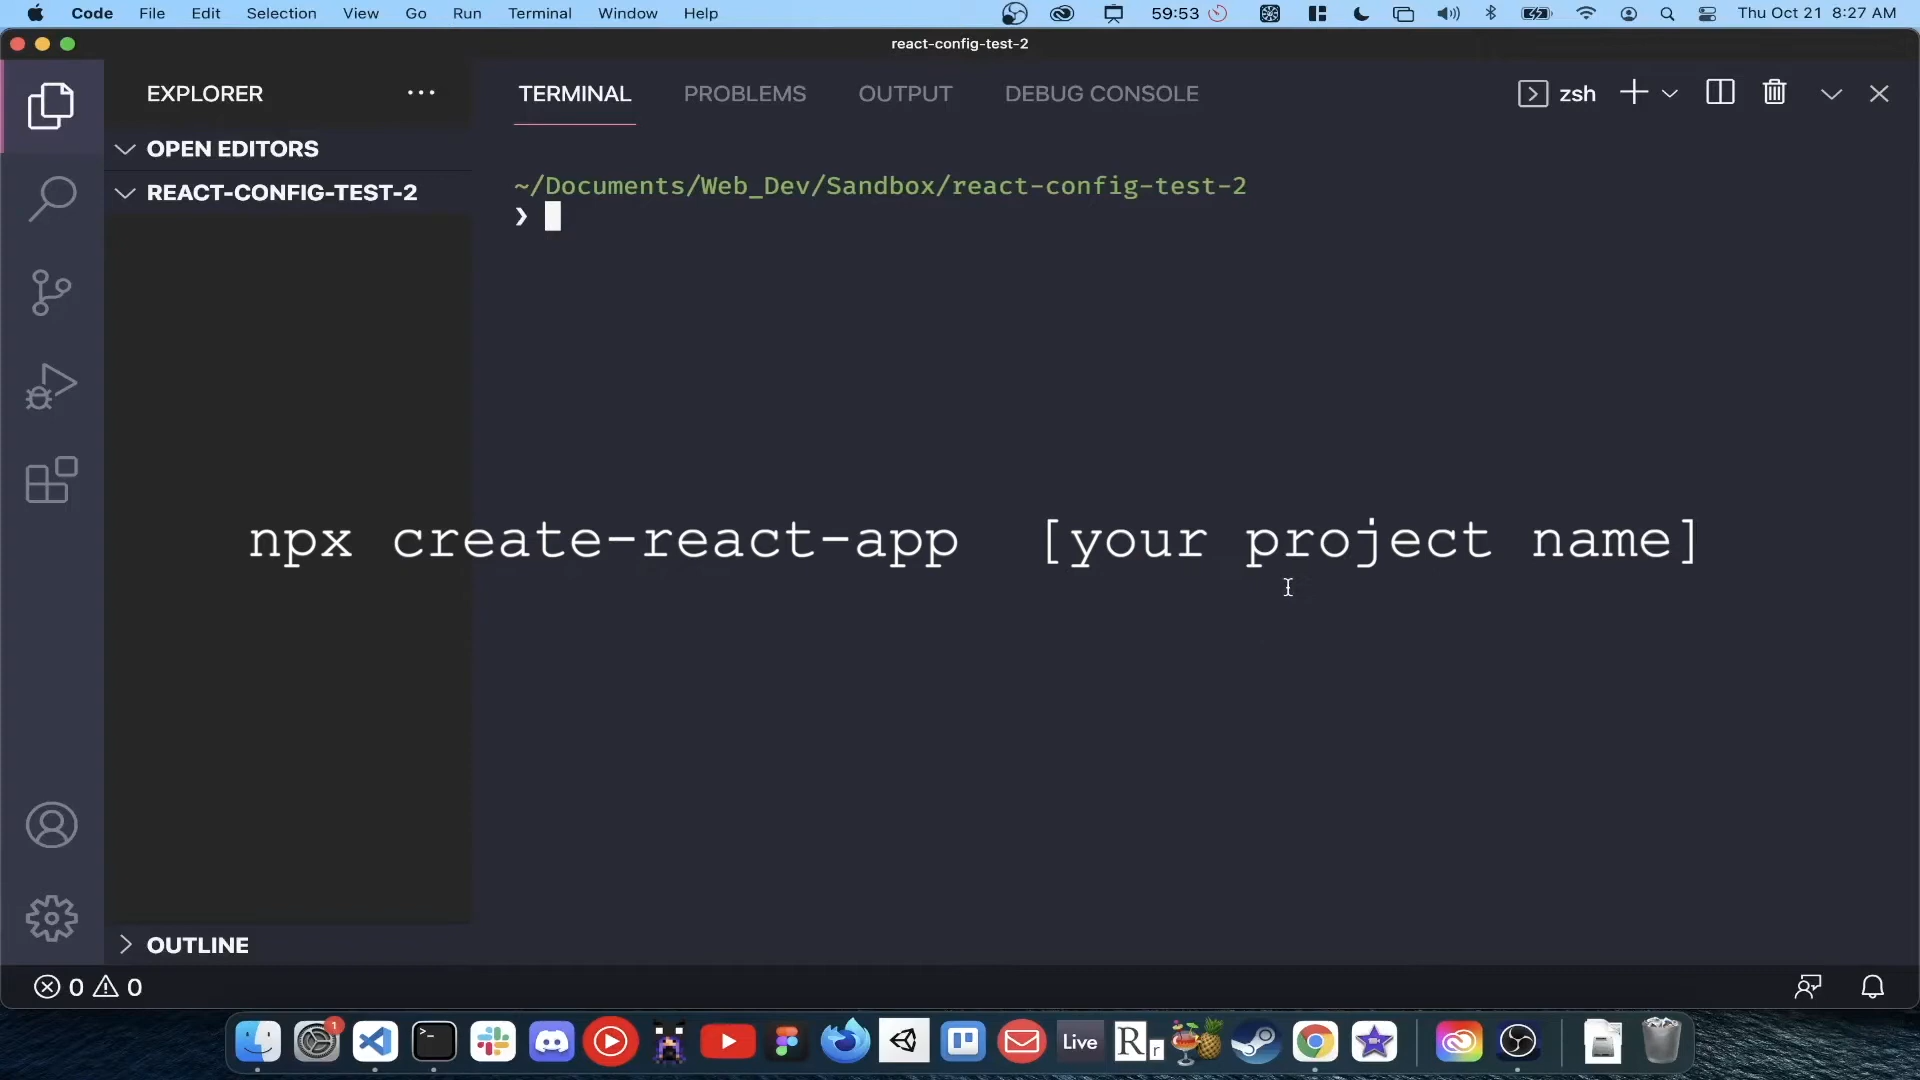 Code File Edit Selection View Go Run Terminal Window Help 59:53 Thu Oct 21 8:27 AM
react-config-test-2
EXPLORER
TERMINAL PROBLEMS OUTPUT DEBUG CONSOLE zsh
OPEN EDITORS
REACT-CONFIG-TEST-2
~/Documents/Web_Dev/Sandbox/react-config-test-2
❯
npx create-react-app [your project name]
OUTLINE
0 0
1
Live
R r